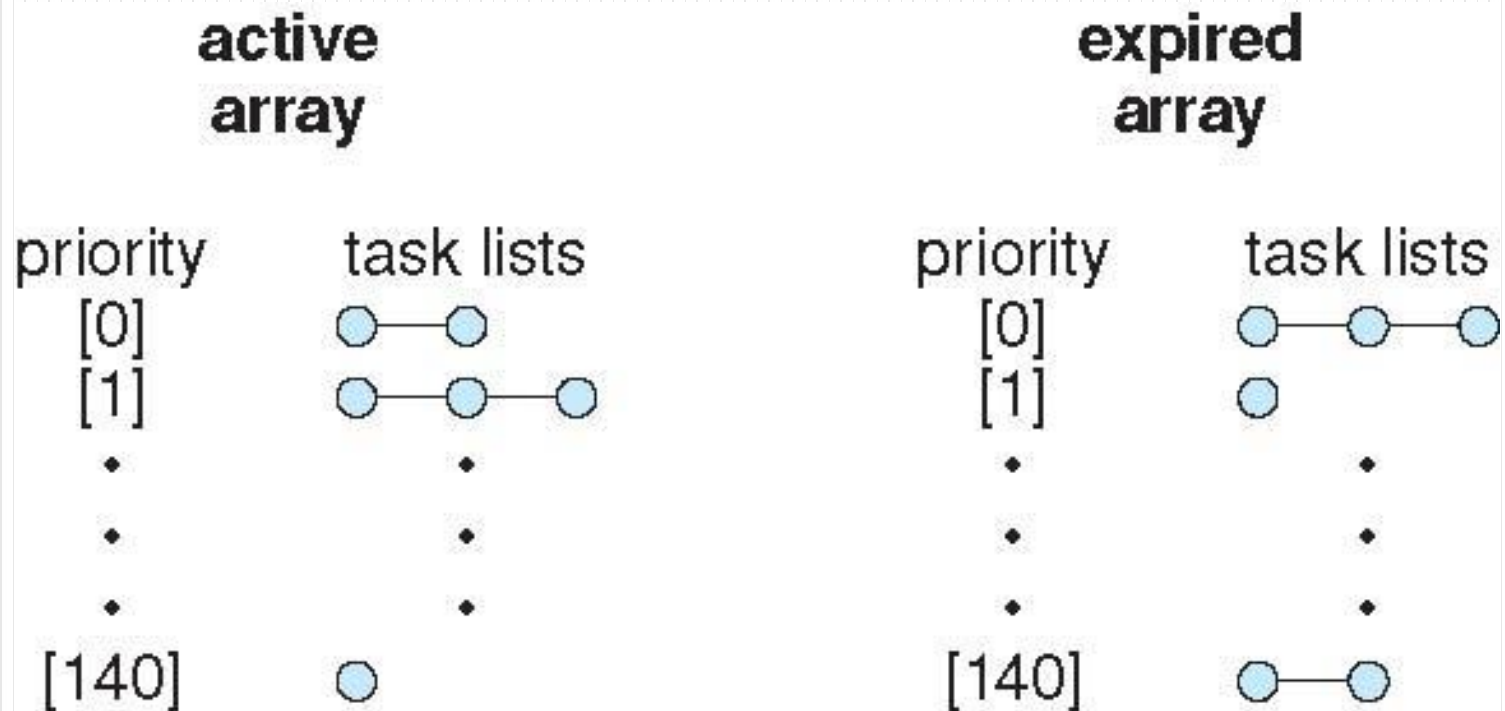 active
array
expired
array
priority task lists
[0]
[1]
[140]
priority task lists
[0]
[1]
[140]